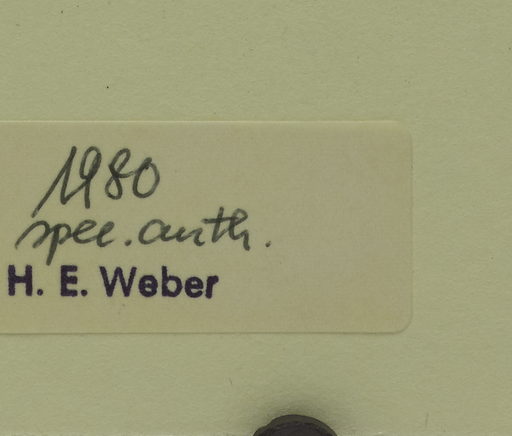 1980
spec. auth.
H. E. Weber